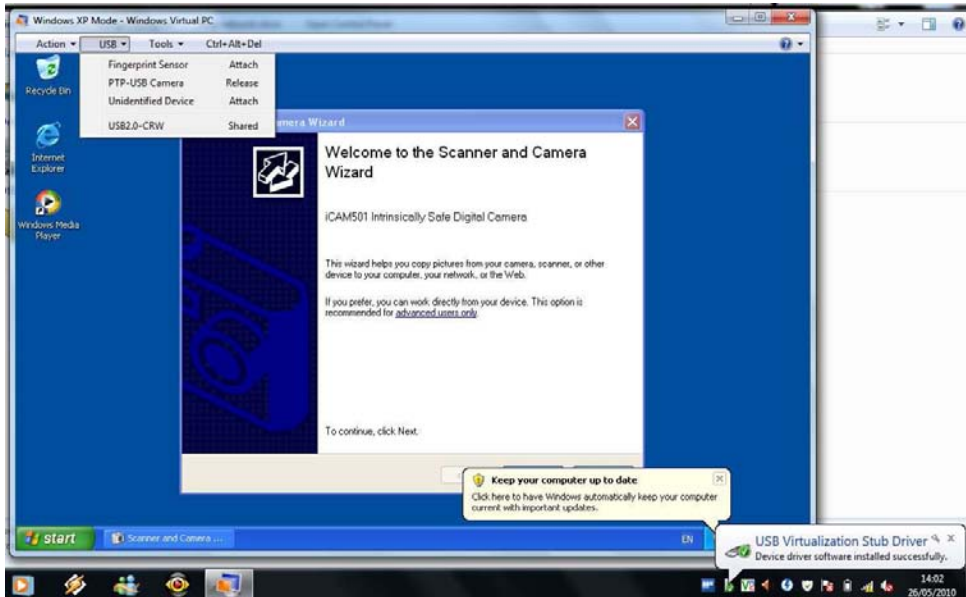 Windows XP Mode - Windows Virtual PC
Action USB Tools Ctrl+Alt+Del
Fingerprint Sensor Attach
PTP-USB Camera Release
Unidentified Device Attach
USB2.0-CRW Shared
Recycle Bin
Internet
Explorer
Windows Media
Player
mera Wizard
Welcome to the Scanner and Camera
Wizard
iCAM501 Intrinsically Safe Digital Camera
This wizard helps you copy pictures from your camera, scanner, or other
device to your computer, your network, or the Web.
If you prefer, you can work directly from your device. This option is
recommended for advanced users only.
To continue, click Next.
Keep your computer up to date
Click here to have Windows automatically keep your computer
current with important updates.
start
Scanner and Camera ...
EN
USB Virtualization Stub Driver
Device driver software installed successfully.
14:02
26/05/2010